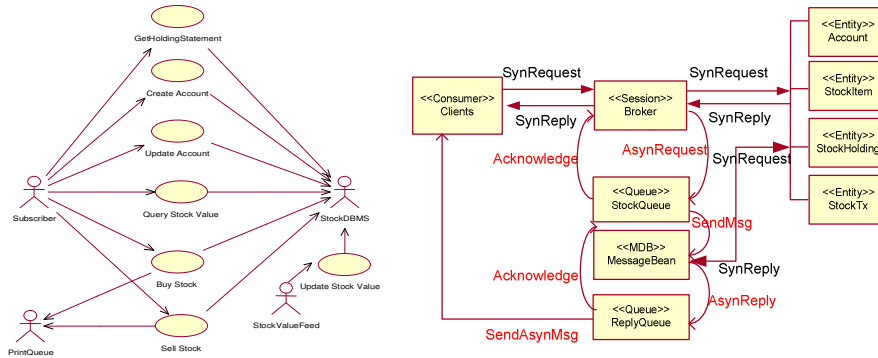 GetHoldingStatement
Create Account
Update Account
Subscriber
Query Stock Value
StockDBMS
Buy Stock
StockValueFeed
Update Stock Value
PrintQueue
Sell Stock
<<Consumer>>
Clients
SynRequest
SynReply
<<Session>>
Broker
SynRequest
SynReply
<<Entity>>
Account
<<Entity>>
StockItem
<<Entity>>
StockHolding
<<Entity>>
StockTx
Acknowledge
AsynRequest
SynRequest
<<Queue>>
StockQueue
SendMsg
<<MDB>>
MessageBean
SynReply
Acknowledge
AsynReply
<<Queue>>
ReplyQueue
SendAsynMsg